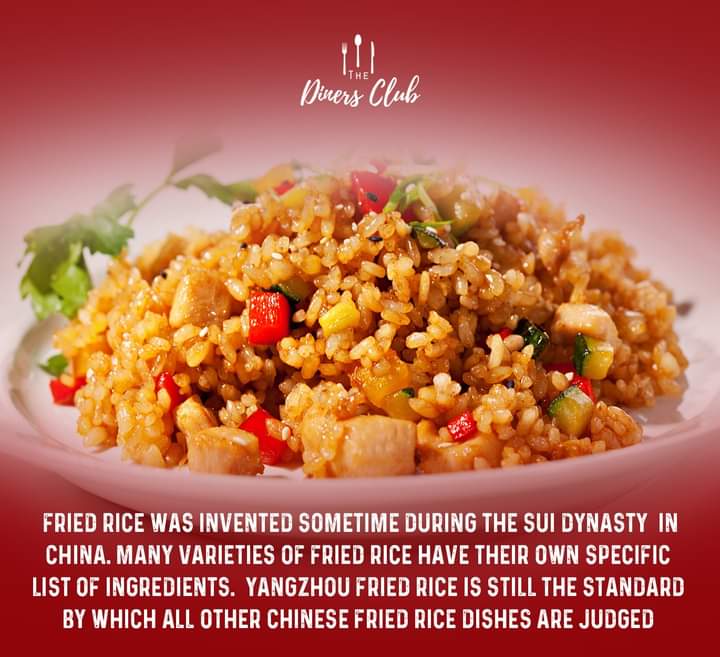 THE
Diners Club
FRIED RICE WAS INVENTED SOMETIME DURING THE SUI DYNASTY IN
CHINA. MANY VARIETIES OF FRIED RICE HAVE THEIR OWN SPECIFIC
LIST OF INGREDIENTS. YANGZHOU FRIED RICE IS STILL THE STANDARD
BY WHICH ALL OTHER CHINESE FRIED RICE DISHES ARE JUDGED